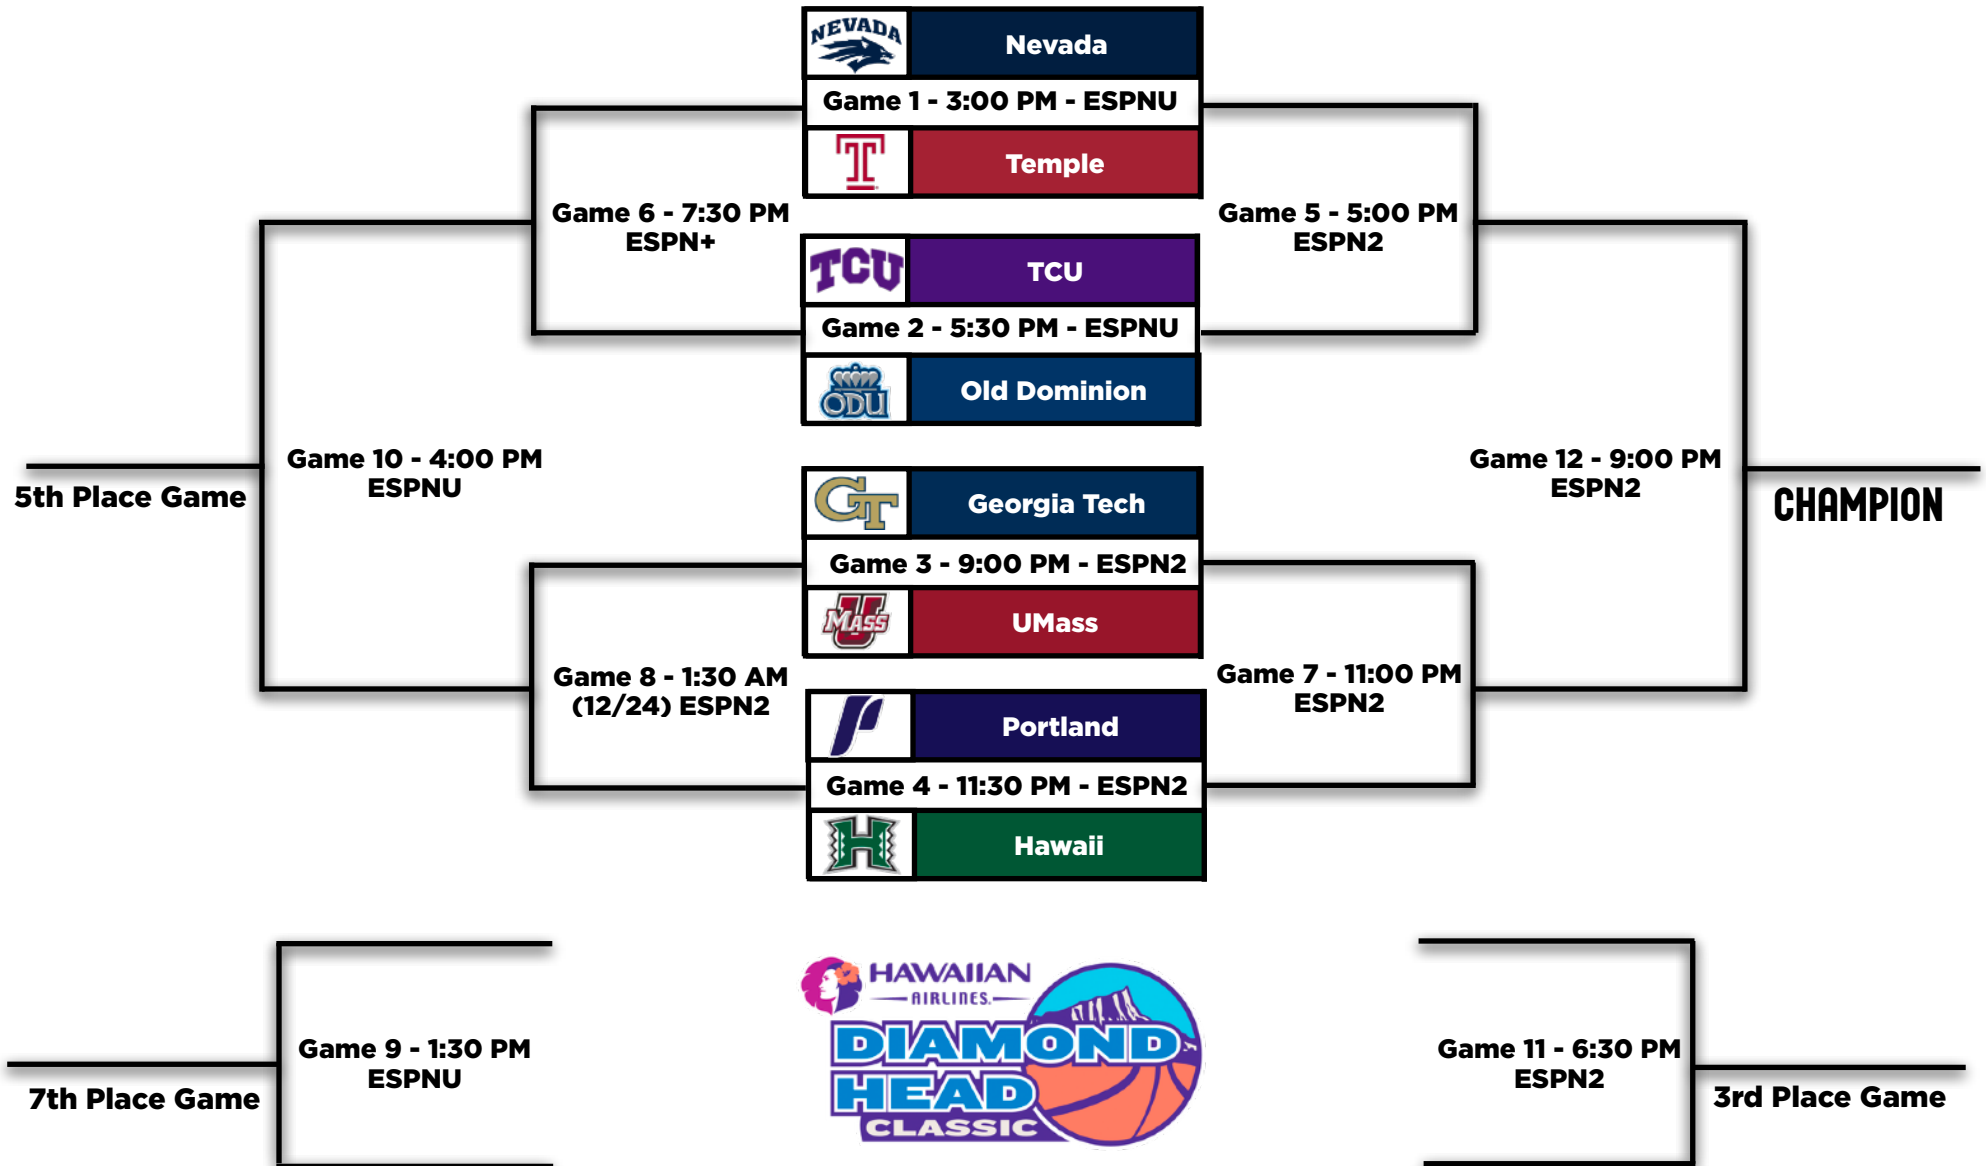 NEVADA
Nevada
Game 1 - 3:00 PM - ESPNU
T
Temple
Game 6 - 7:30 PM
ESPN+
Game 5 - 5:00 PM
ESPN2
TCU
TCU
Game 2 - 5:30 PM - ESPNU
ODU
Old Dominion
Game 10 - 4:00 PM
ESPNU
5th Place Game
Game 12 - 9:00 PM
ESPN2
CHAMPION
GT
Georgia Tech
Game 3 - 9:00 PM - ESPN2
U
MASS
UMass
Game 8 - 1:30 AM
(12/24) ESPN2
Game 7 - 11:00 PM
ESPN2
P
Portland
Game 4 - 11:30 PM - ESPN2
H
Hawaii
Game 9 - 1:30 PM
ESPNU
7th Place Game
HAWAIIAN
AIRLINES.
DIAMOND
HEAD
CLASSIC
Game 11 - 6:30 PM
ESPN2
3rd Place Game